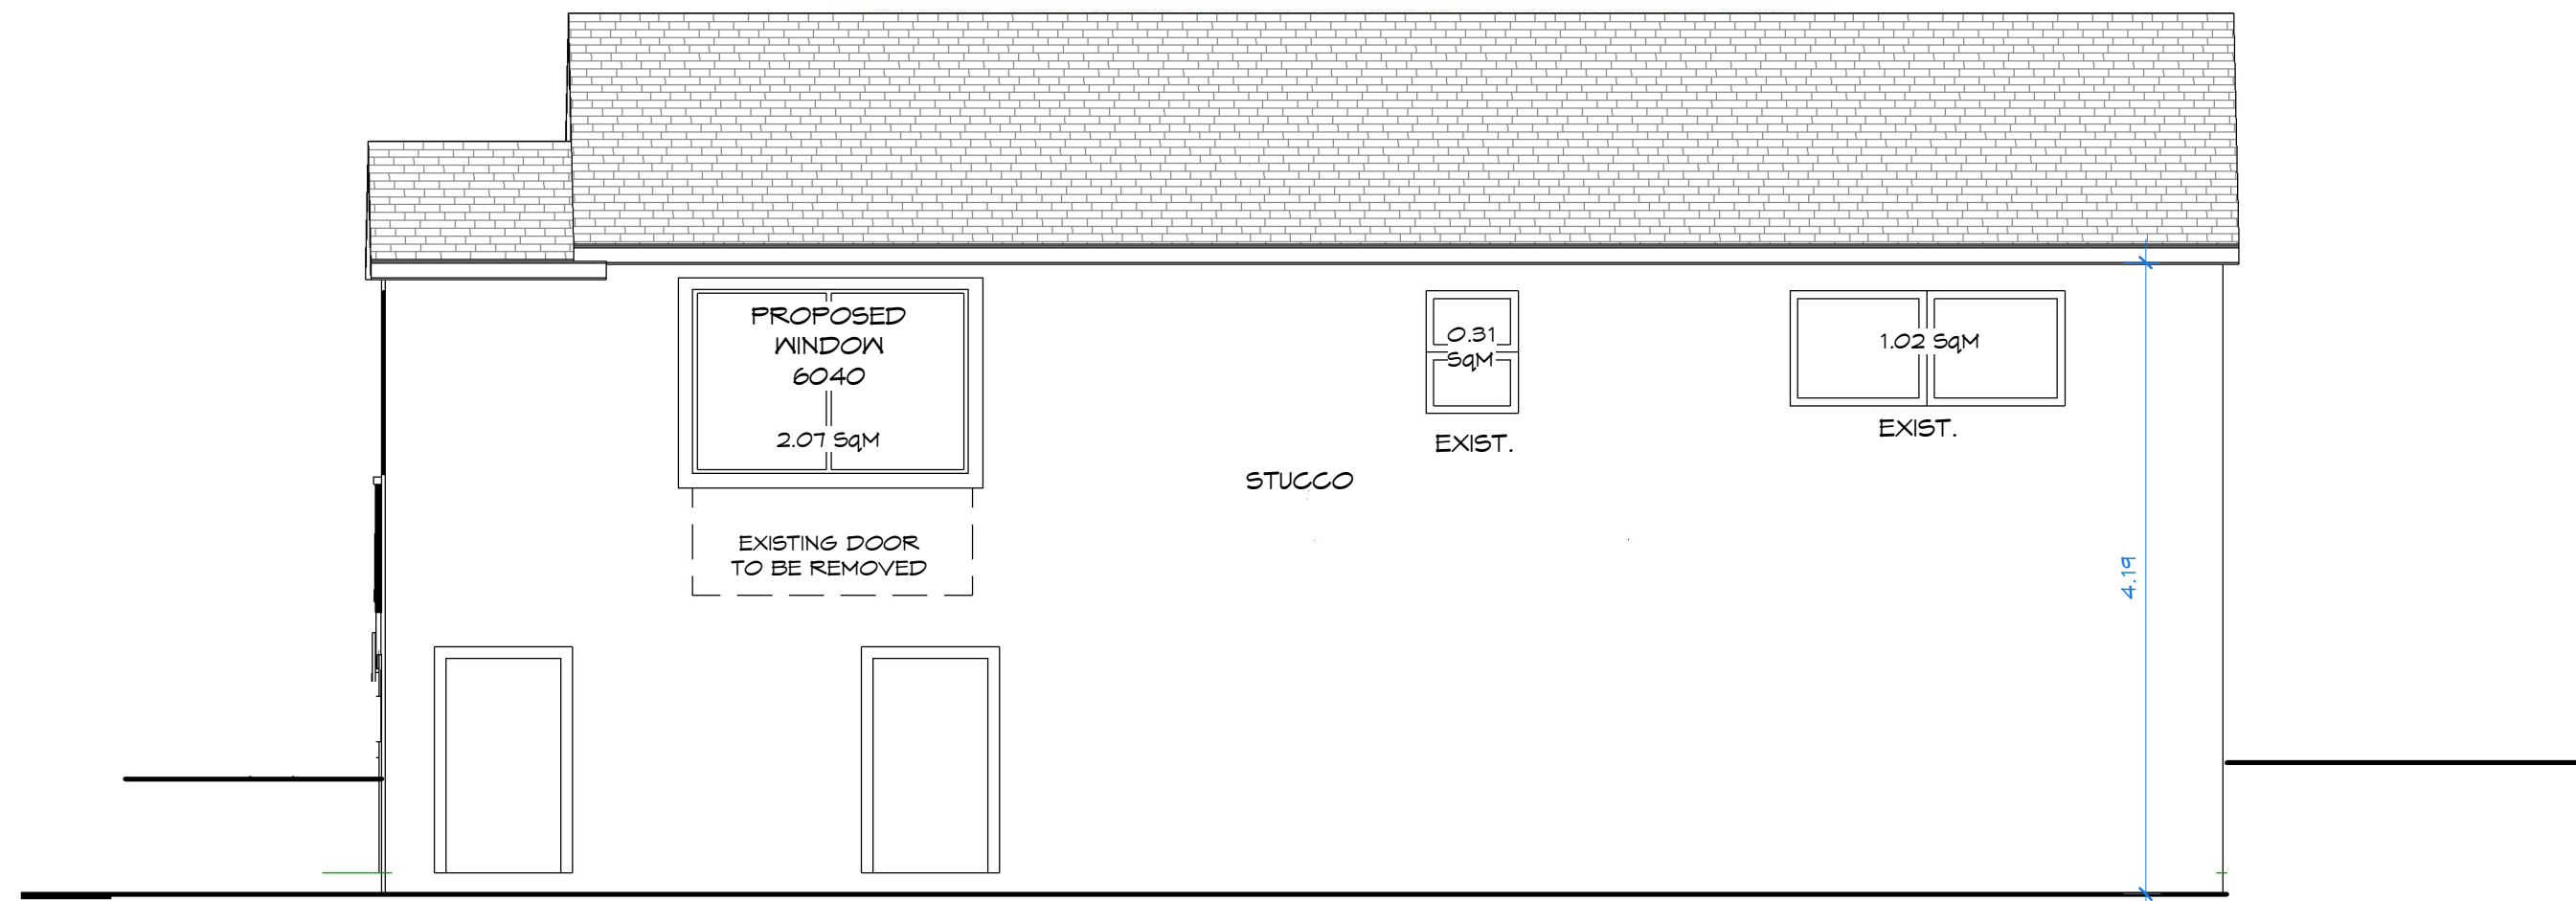 PROPOSED
WINDOW
6040
2.07 SqM
EXISTING DOOR
TO BE REMOVED
STUCCO
0.31
SqM
EXIST.
1.02 SqM
EXIST.
4.19